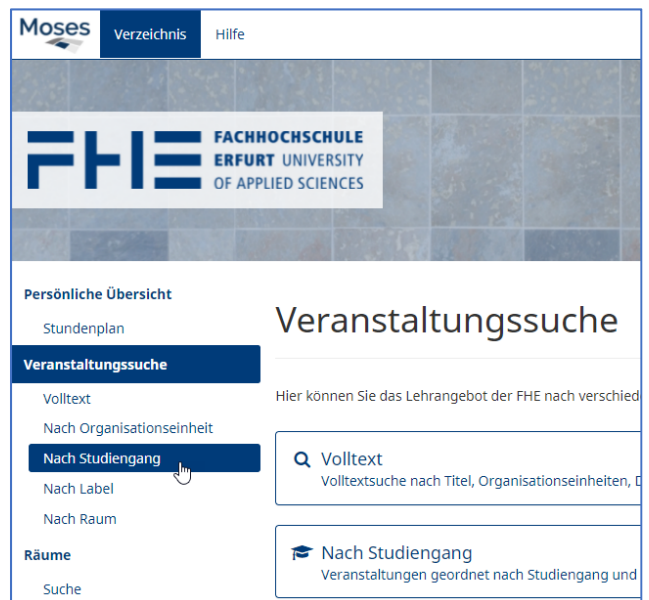 Moses
Verzeichnis
Hilfe
FACHHOCHSCHULE
ERFURT UNIVERSITY
OF APPLIED SCIENCES
Persönliche Übersicht
Stundenplan
Veranstaltungssuche
Volltext
Nach Organisationseinheit
Nach Studiengang
Nach Label
Nach Raum
Räume
Suche
Veranstaltungssuche
Hier können Sie das Lehrangebot der FHE nach verschied
Volltext
Volltextsuche nach Titel, Organisationseinheiten, D
Nach Studiengang
Veranstaltungen geordnet nach Studiengang und